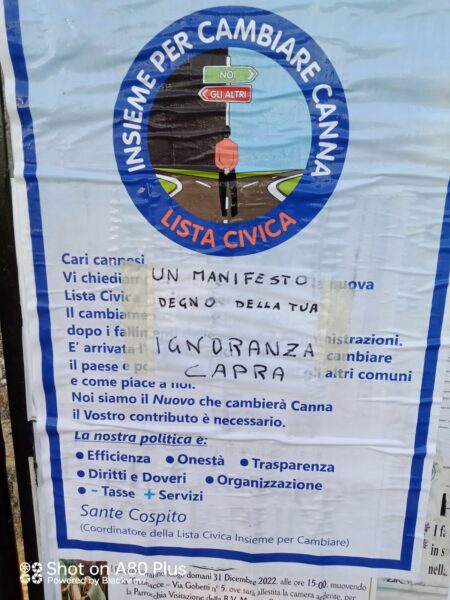 INSIEME PER CAMBIARE CANNA
NOI
GLI ALTRI
LISTA CIVICA
Cari cannesi
Vi chiediam
nuova
Lista Civica
Il cambiame
dopo i fallim
nistrazioni.
E' arrivata l'
cambiare
il paese e p
altri comuni
e come piace a noi.
UN MANIFESTO
DEGNO DELLA TUA
IGNORANZA
CAPRA
Noi siamo il Nuovo che cambierà Canna
il Vostro contributo è necessario.
La nostra politica è:
• Efficienza • Onestà • Trasparenza
• Diritti e Doveri • Organizzazione
• - Tasse + Servizi
Sante Cospito
(Coordinatore della Lista Civica Insieme per Cambiare)
domani 31 Dicembre 2022, alle ore 15:00, muovendo
Via Gobetti n° 5, ove sarà allestita la camera ardente, per
la Parrocchia Visitazione della B.V. M
Shot on A80 Plus
Powered by Blackview